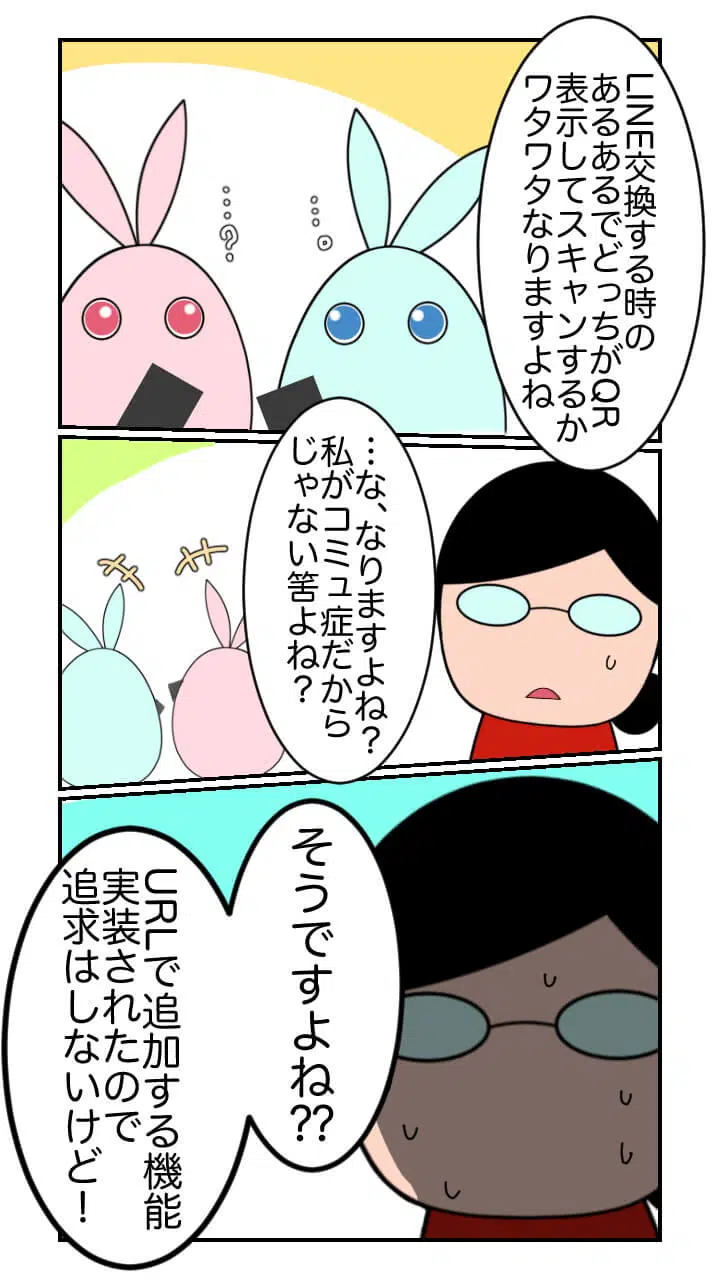 LINE交換する時の
あるあるでどっちがQR
表示してスキャンするか
ワタワタなりますよね
…。
…?
…な、なりますよね?
私がコミュ症だから
じゃない筈よね?
そうですよね??
URLで追加する機能
実装されたので
追求はしないけど!